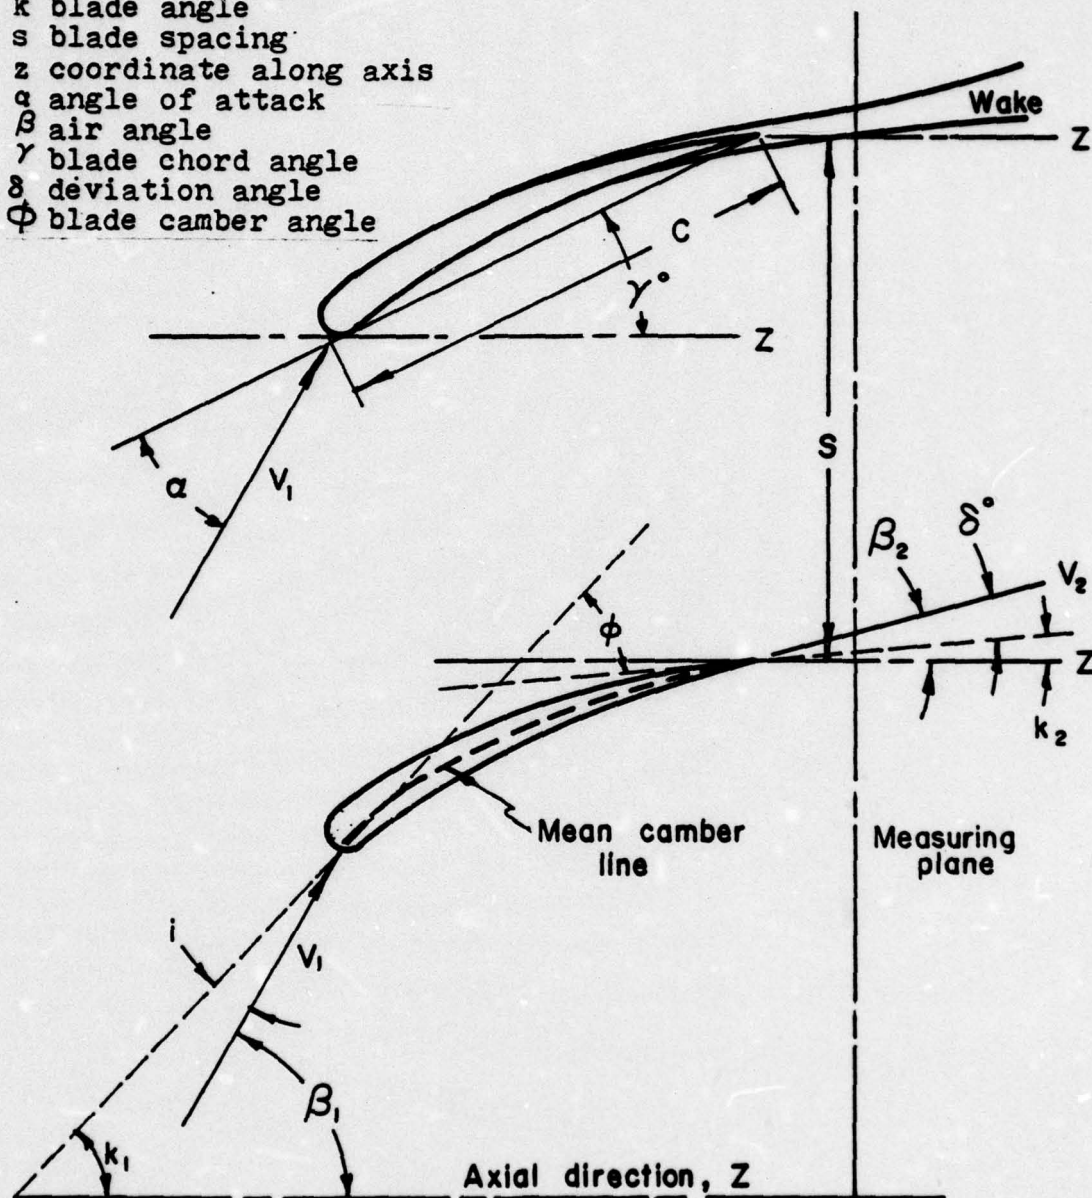 k blade angle
s blade spacing
z coordinate along axis
α angle of attack
β air angle
γ blade chord angle
δ deviation angle
Φ blade camber angle
Wake
Z
C
γ°
Z
S
α
V₁
β₂
δ°
V₂
ϕ
Z
k₂
Mean camber
line
Measuring
plane
i
V₁
β₁
k₁
Axial direction, Z